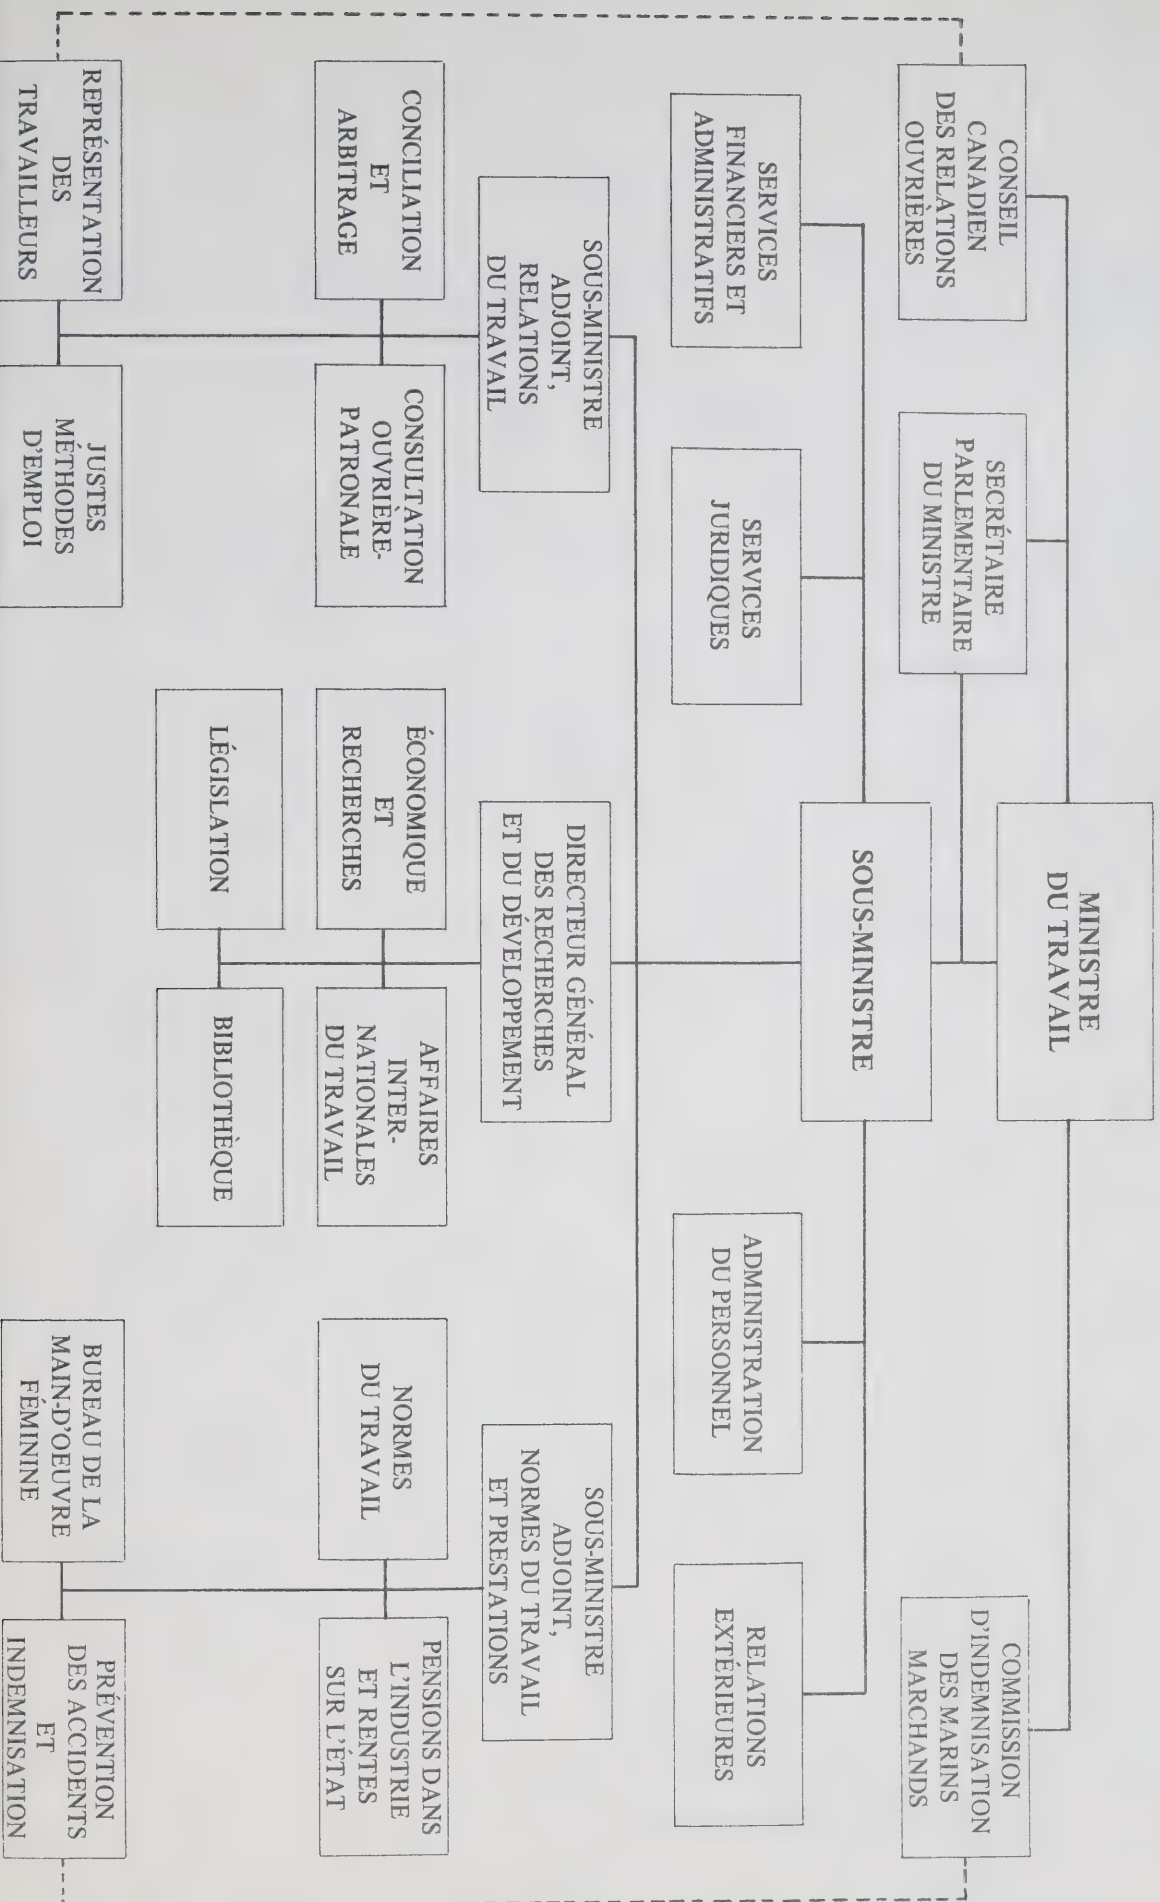 MINISTRE
DU TRAVAIL
CONSEIL
CANADIEN
DES RELATIONS
OUVRIÈRES
SECRÉTAIRE
PARLEMENTAIRE
DU MINISTRE
COMMISSION
D'INDEMNISATION
DES MARINS
MARCHANDS
SOUS-MINISTRE
SERVICES
FINANCIERS ET
ADMINISTRATIFS
SERVICES
JURIDIQUES
ADMINISTRATION
DU PERSONNEL
RELATIONS
EXTÉRIEURES
SOUS-MINISTRE
ADJOINT,
RELATIONS
DU TRAVAIL
DIRECTEUR GÉNÉRAL
DES RECHERCHES
ET DU DÉVELOPPEMENT
SOUS-MINISTRE
ADJOINT,
NORMES DU TRAVAIL
ET PRESTATIONS
CONCILIATION
ET
ARBITRAGE
CONSULTATION
OUVRIÈRE-
PATRONALE
ÉCONOMIQUE
ET
RECHERCHES
AFFAIRES
INTER-
NATIONALES
DU TRAVAIL
NORMES
DU TRAVAIL
PENSIONS DANS
L'INDUSTRIE
ET RENTES
SUR L'ÉTAT
LÉGISLATION
BIBLIOTHÈQUE
REPRÉSENTATION
DES
TRAVAILLEURS
JUSTES
MÉTHODES
D'EMPLOI
BUREAU DE LA
MAIN-D'OEUVRE
FÉMININE
PRÉVENTION
DES ACCIDENTS
ET
INDEMNISATION